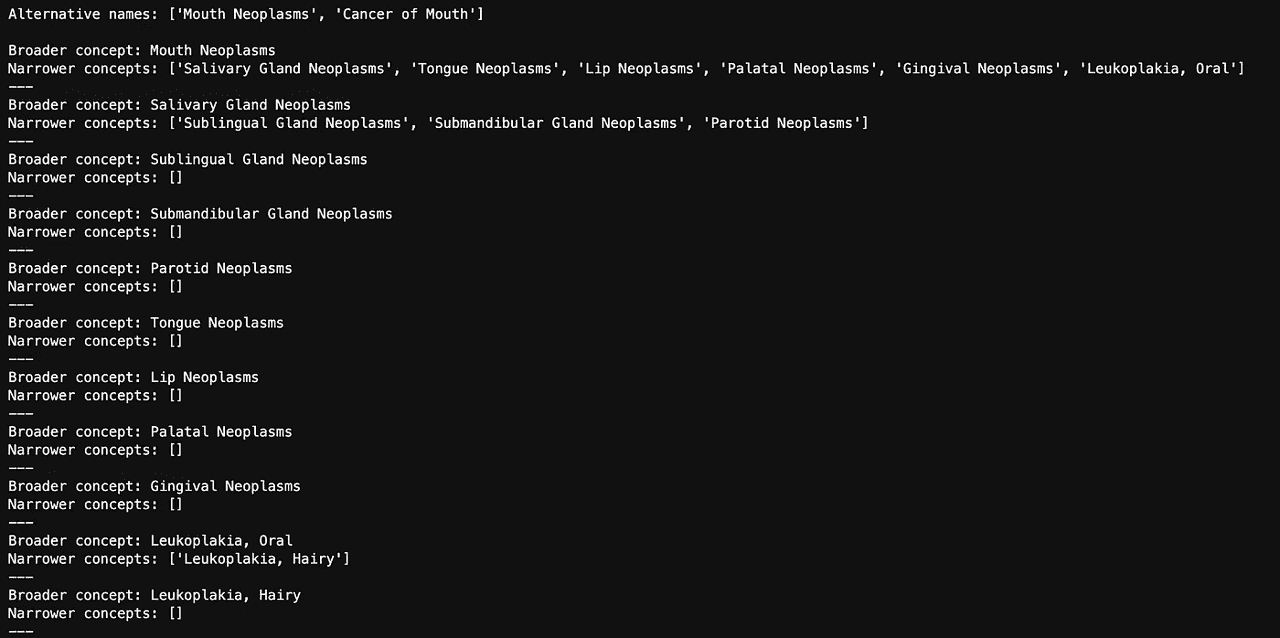 Alternative names: ['Mouth Neoplasms', 'Cancer of Mouth']
Broader concept: Mouth Neoplasms
Narrower concepts: ['Salivary Gland Neoplasms', 'Tongue Neoplasms', 'Lip Neoplasms', 'Palatal Neoplasms', 'Gingival Neoplasms', 'Leukoplakia, Oral']
---
Broader concept: Salivary Gland Neoplasms
Narrower concepts: ['Sublingual Gland Neoplasms', 'Submandibular Gland Neoplasms', 'Parotid Neoplasms']
---
Broader concept: Sublingual Gland Neoplasms
Narrower concepts: []
---
Broader concept: Submandibular Gland Neoplasms
Narrower concepts: []
---
Broader concept: Parotid Neoplasms
Narrower concepts: []
---
Broader concept: Tongue Neoplasms
Narrower concepts: []
---
Broader concept: Lip Neoplasms
Narrower concepts: []
---
Broader concept: Palatal Neoplasms
Narrower concepts: []
---
Broader concept: Gingival Neoplasms
Narrower concepts: []
---
Broader concept: Leukoplakia, Oral
Narrower concepts: ['Leukoplakia, Hairy']
---
Broader concept: Leukoplakia, Hairy
Narrower concepts: []
---